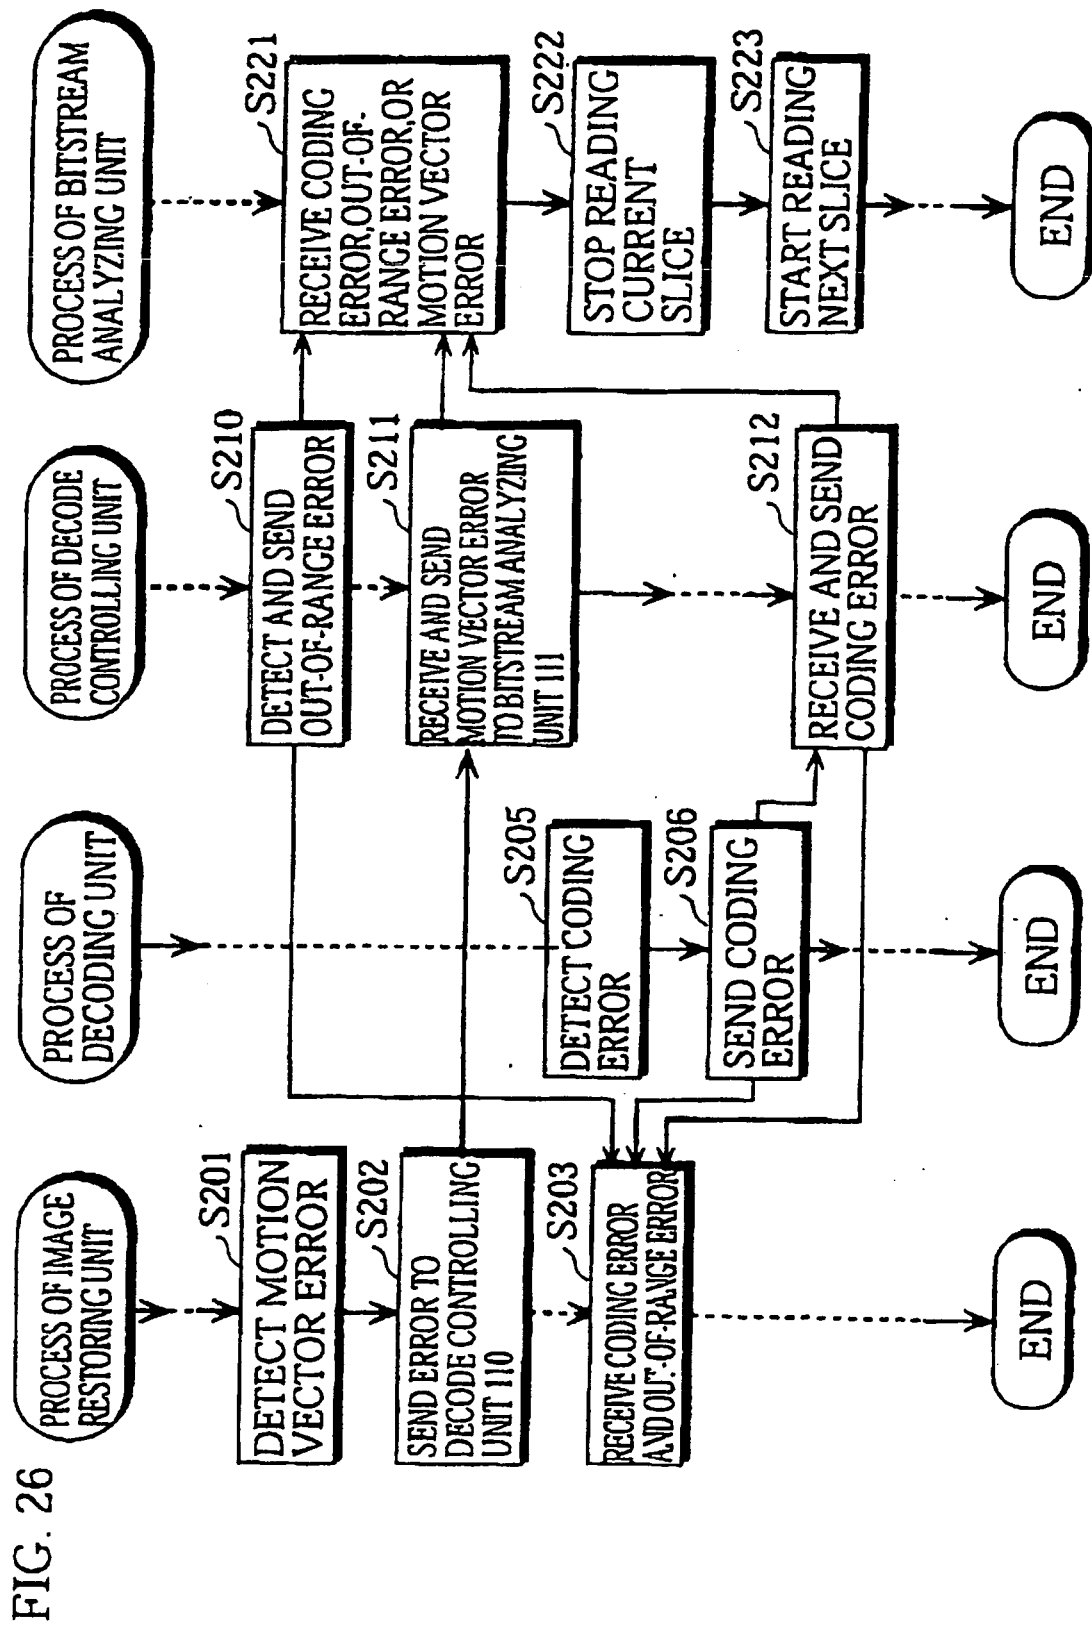 FIG. 26
PROCESS OF IMAGE
RESTORING UNIT
S201
DETECT MOTION
VECTOR ERROR
S202
SEND ERROR TO
DECODE CONTROLLING
UNIT 110
S203
RECEIVE CODING ERROR
AND OUT-OF-RANGE ERROR
END
PROCESS OF
DECODING UNIT
S205
DETECT CODING
ERROR
S206
SEND CODING
ERROR
END
PROCESS OF DECODE
CONTROLLING UNIT
S210
DETECT AND SEND
OUT-OF-RANGE ERROR
S211
RECEIVE AND SEND
MOTION VECTOR ERROR
TO BITSTREAM ANALYZING
UNIT 111
S212
RECEIVE AND SEND
CODING ERROR
END
PROCESS OF BITSTREAM
ANALYZING UNIT
S221
RECEIVE CODING
ERROR,OUT-OF-
RANGE ERROR,OR
MOTION VECTOR
ERROR
S222
STOP READING
CURRENT
SLICE
S223
START READING
NEXT SLICE
END